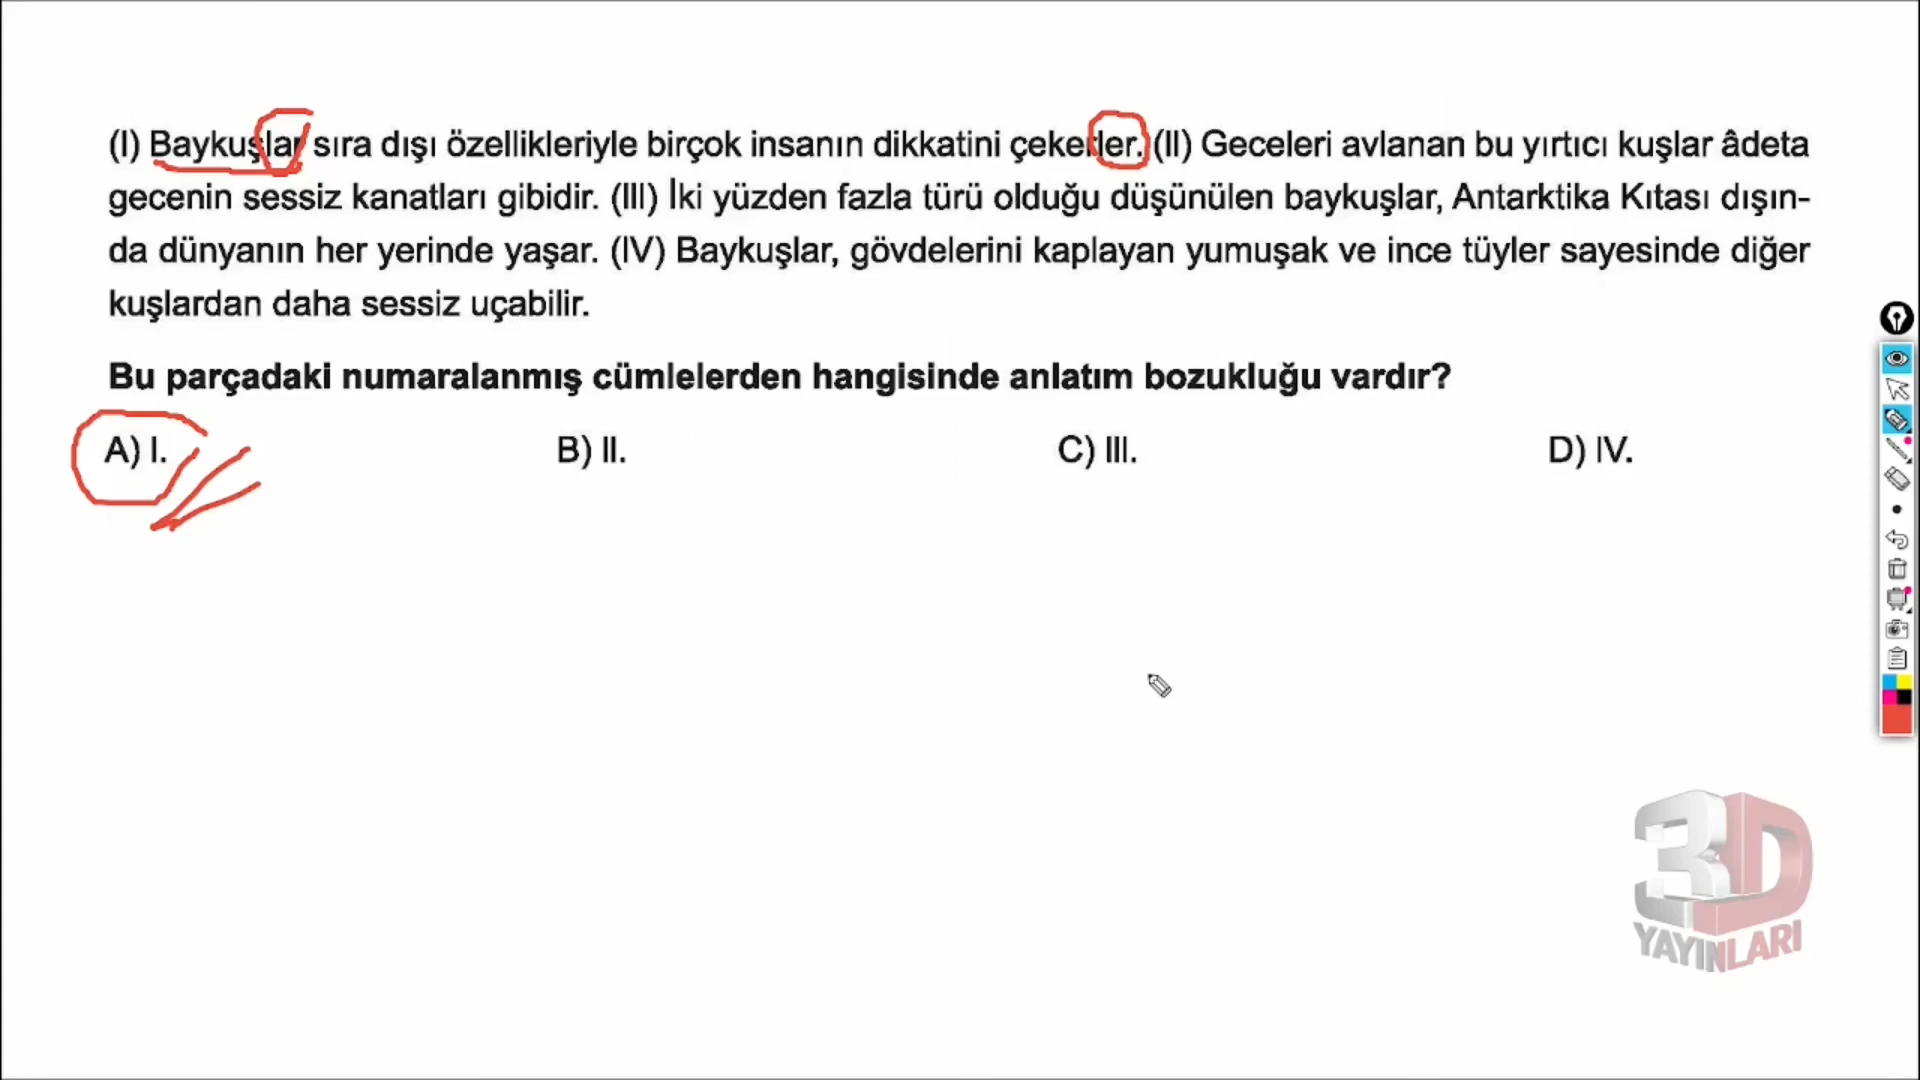 (I) Baykuşlar sıra dışı özellikleriyle birçok insanın dikkatini çekerler. (II) Geceleri avlanan bu yırtıcı kuşlar âdeta
gecenin sessiz kanatları gibidir. (III) İki yüzden fazla türü olduğu düşünülen baykuşlar, Antarktika Kıtası dışın-
da dünyanın her yerinde yaşar. (IV) Baykuşlar, gövdelerini kaplayan yumuşak ve ince tüyler sayesinde diğer
kuşlardan daha sessiz uçabilir.
Bu parçadaki numaralanmış cümlelerden hangisinde anlatım bozukluğu vardır?
A) I. B) II. C) III. D) IV.
3D
YAYINLARI